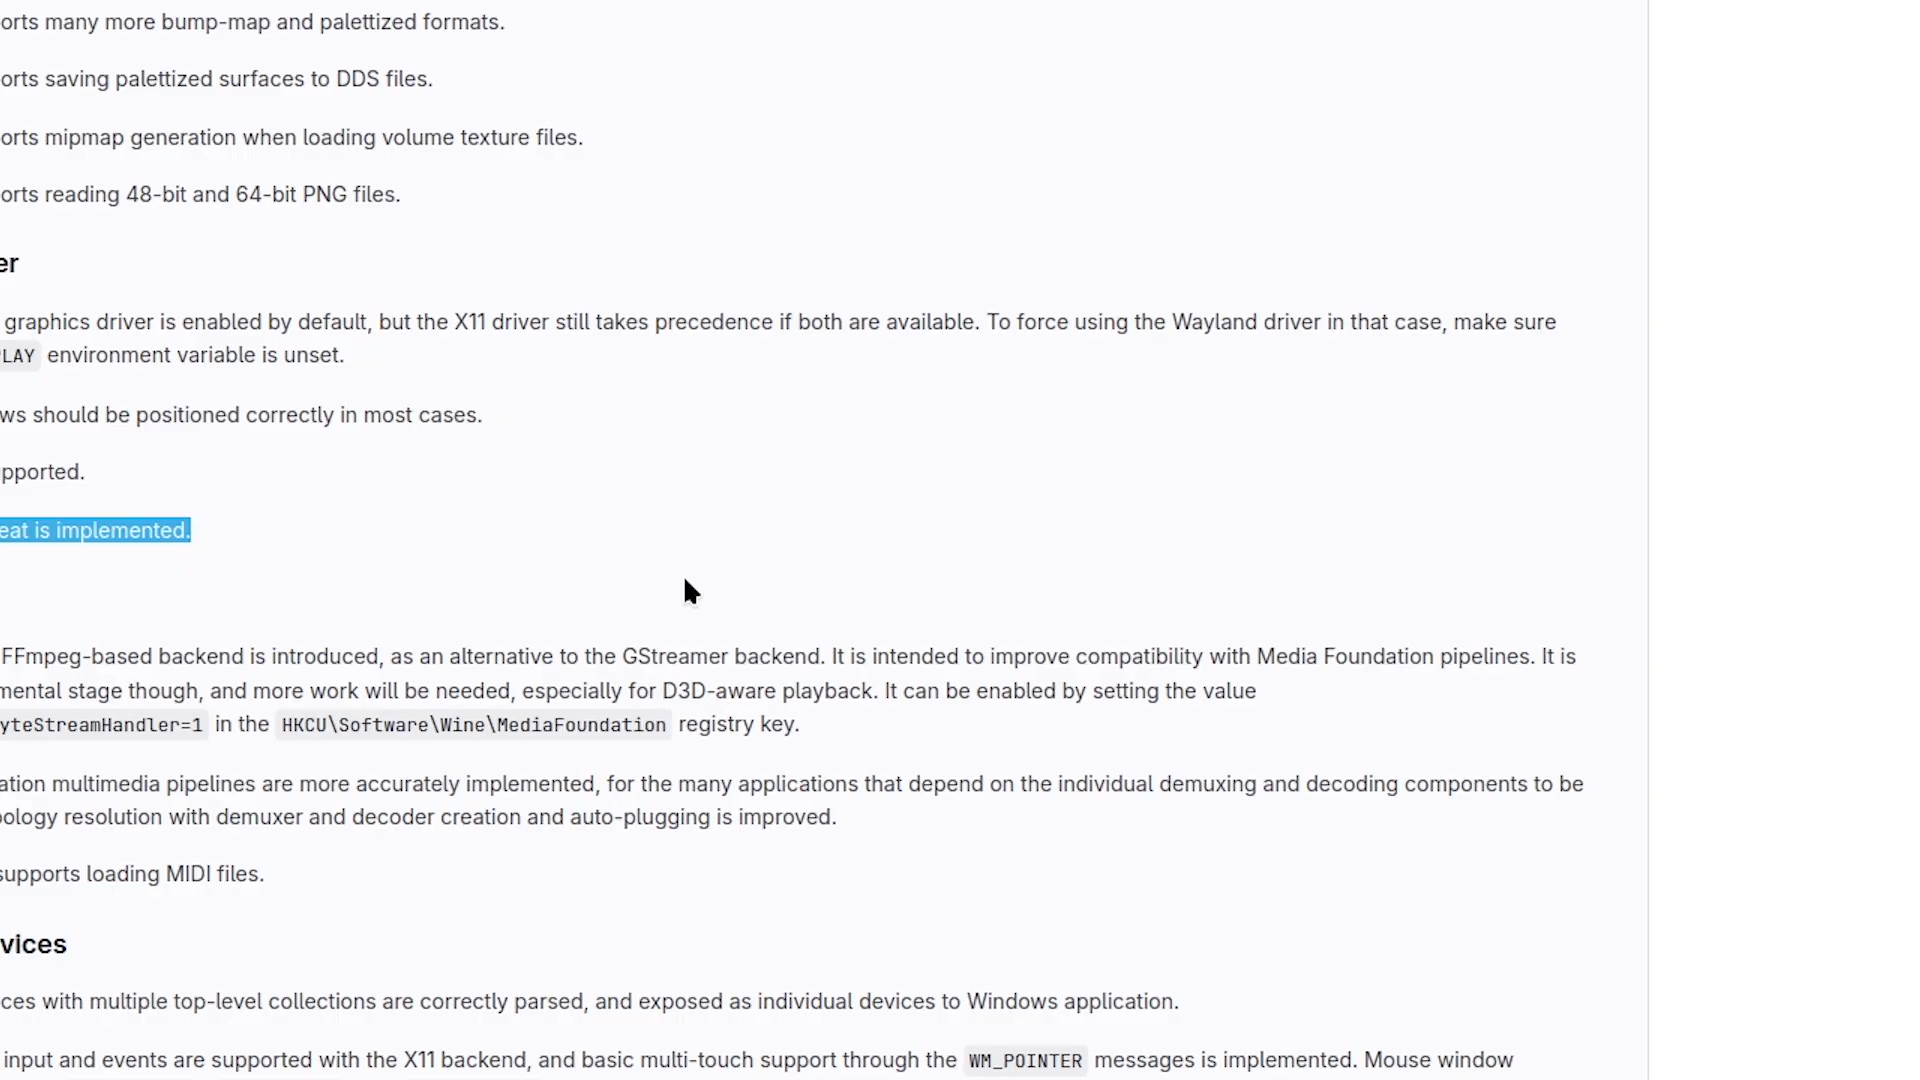 orts many more bump-map and palettized formats.
orts saving palettized surfaces to DDS files.
orts mipmap generation when loading volume texture files.
orts reading 48-bit and 64-bit PNG files.
er
graphics driver is enabled by default, but the X11 driver still takes precedence if both are available. To force using the Wayland driver in that case, make sure
LAY environment variable is unset.
ws should be positioned correctly in most cases.
pported.
eat is implemented.
FFmpeg-based backend is introduced, as an alternative to the GStreamer backend. It is intended to improve compatibility with Media Foundation pipelines. It is
mental stage though, and more work will be needed, especially for D3D-aware playback. It can be enabled by setting the value
yteStreamHandler=1 in the HKCU\Software\Wine\MediaFoundation registry key.
ation multimedia pipelines are more accurately implemented, for the many applications that depend on the individual demuxing and decoding components to be
ology resolution with demuxer and decoder creation and auto-plugging is improved.
supports loading MIDI files.
vices
ces with multiple top-level collections are correctly parsed, and exposed as individual devices to Windows application.
input and events are supported with the X11 backend, and basic multi-touch support through the WM_POINTER messages is implemented. Mouse window